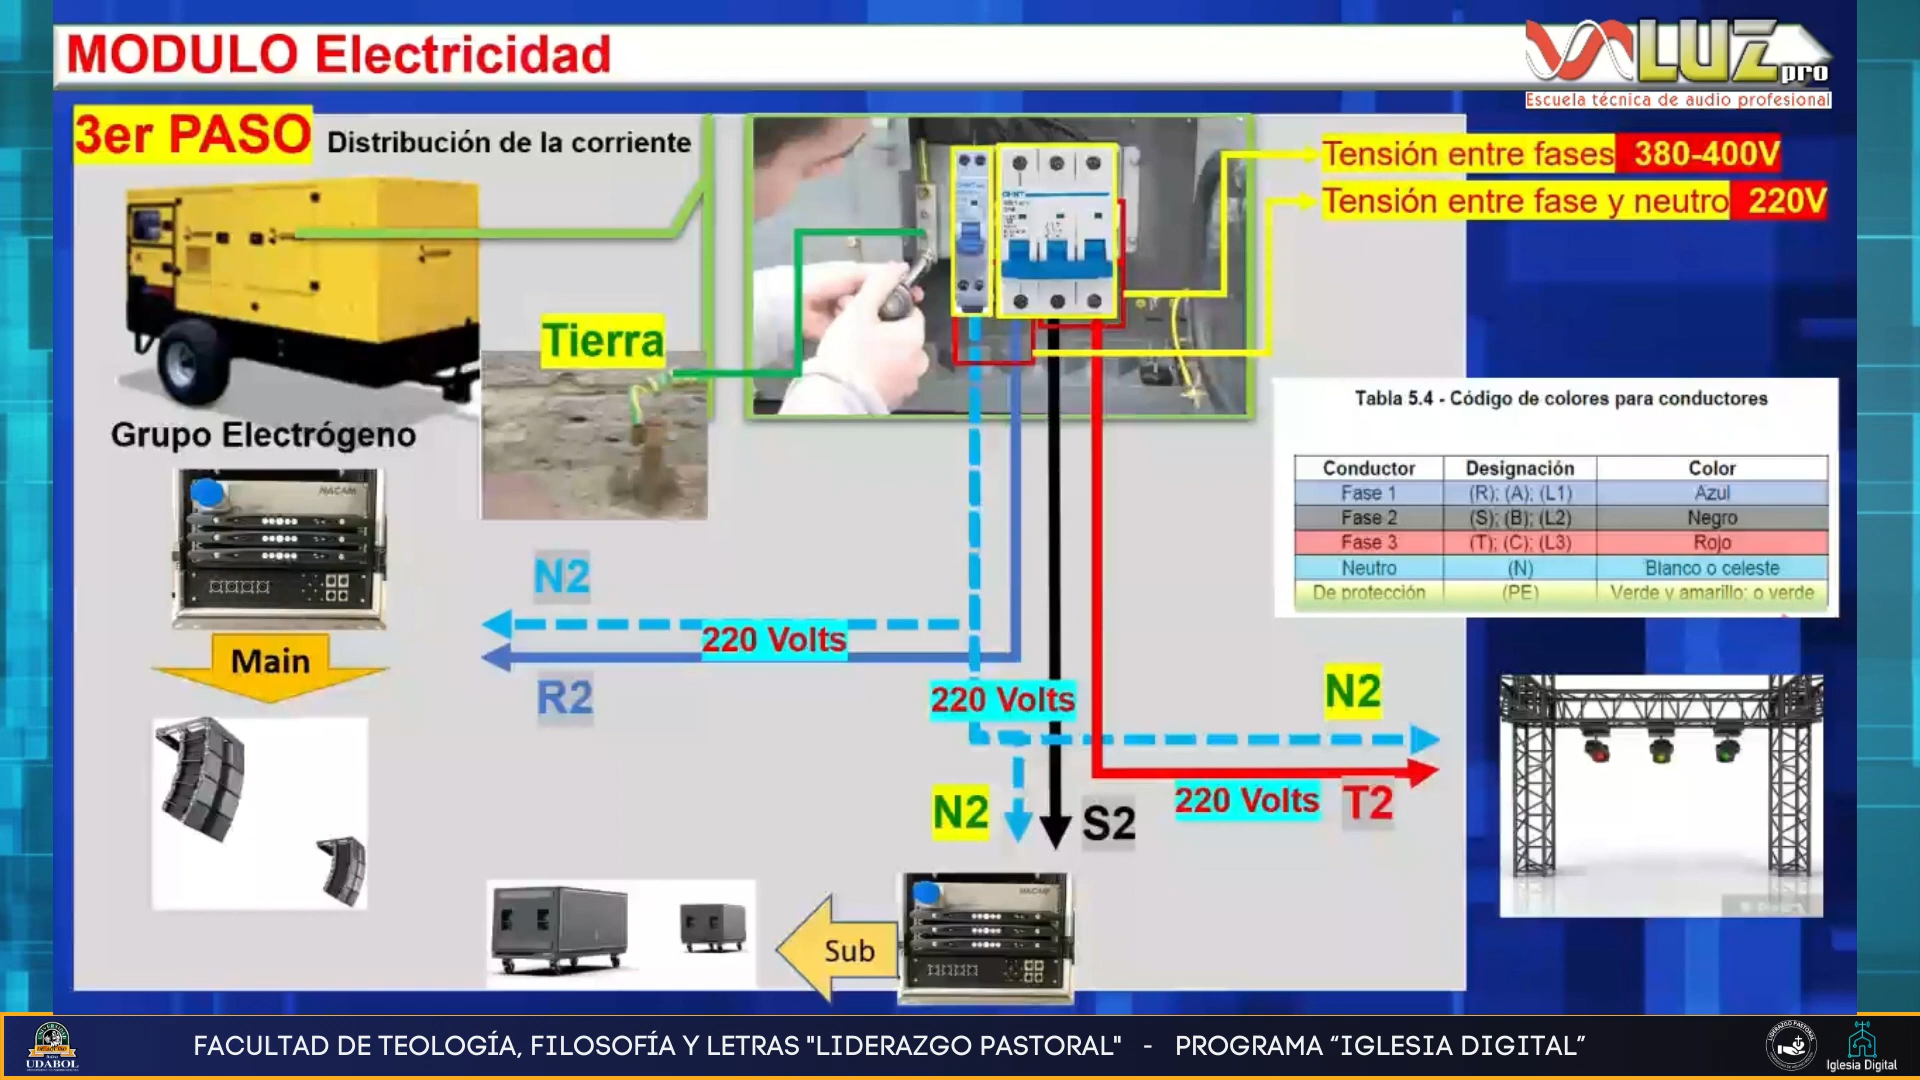 MODULO Electricidad
LUZ pro
Escuela técnica de audio profesional
3er PASO
Distribución de la corriente
Tensión entre fases 380-400V
Tensión entre fase y neutro 220V
Tierra
Grupo Electrógeno
Tabla 5.4 - Código de colores para conductores
Conductor Designación Color
Fase 1 (R); (A); (L1) Azul
Fase 2 (S); (B); (L2) Negro
Fase 3 (T); (C); (L3) Rojo
Neutro (N) Blanco o celeste
De protección (PE) Verde y amarillo; o verde
N2
220 Volts
R2
Main
220 Volts
N2
220 Volts
T2
N2
S2
Sub
UDABOL
FACULTAD DE TEOLOGÍA, FILOSOFÍA Y LETRAS "LIDERAZGO PASTORAL" - PROGRAMA “IGLESIA DIGITAL”
Iglesia Digital